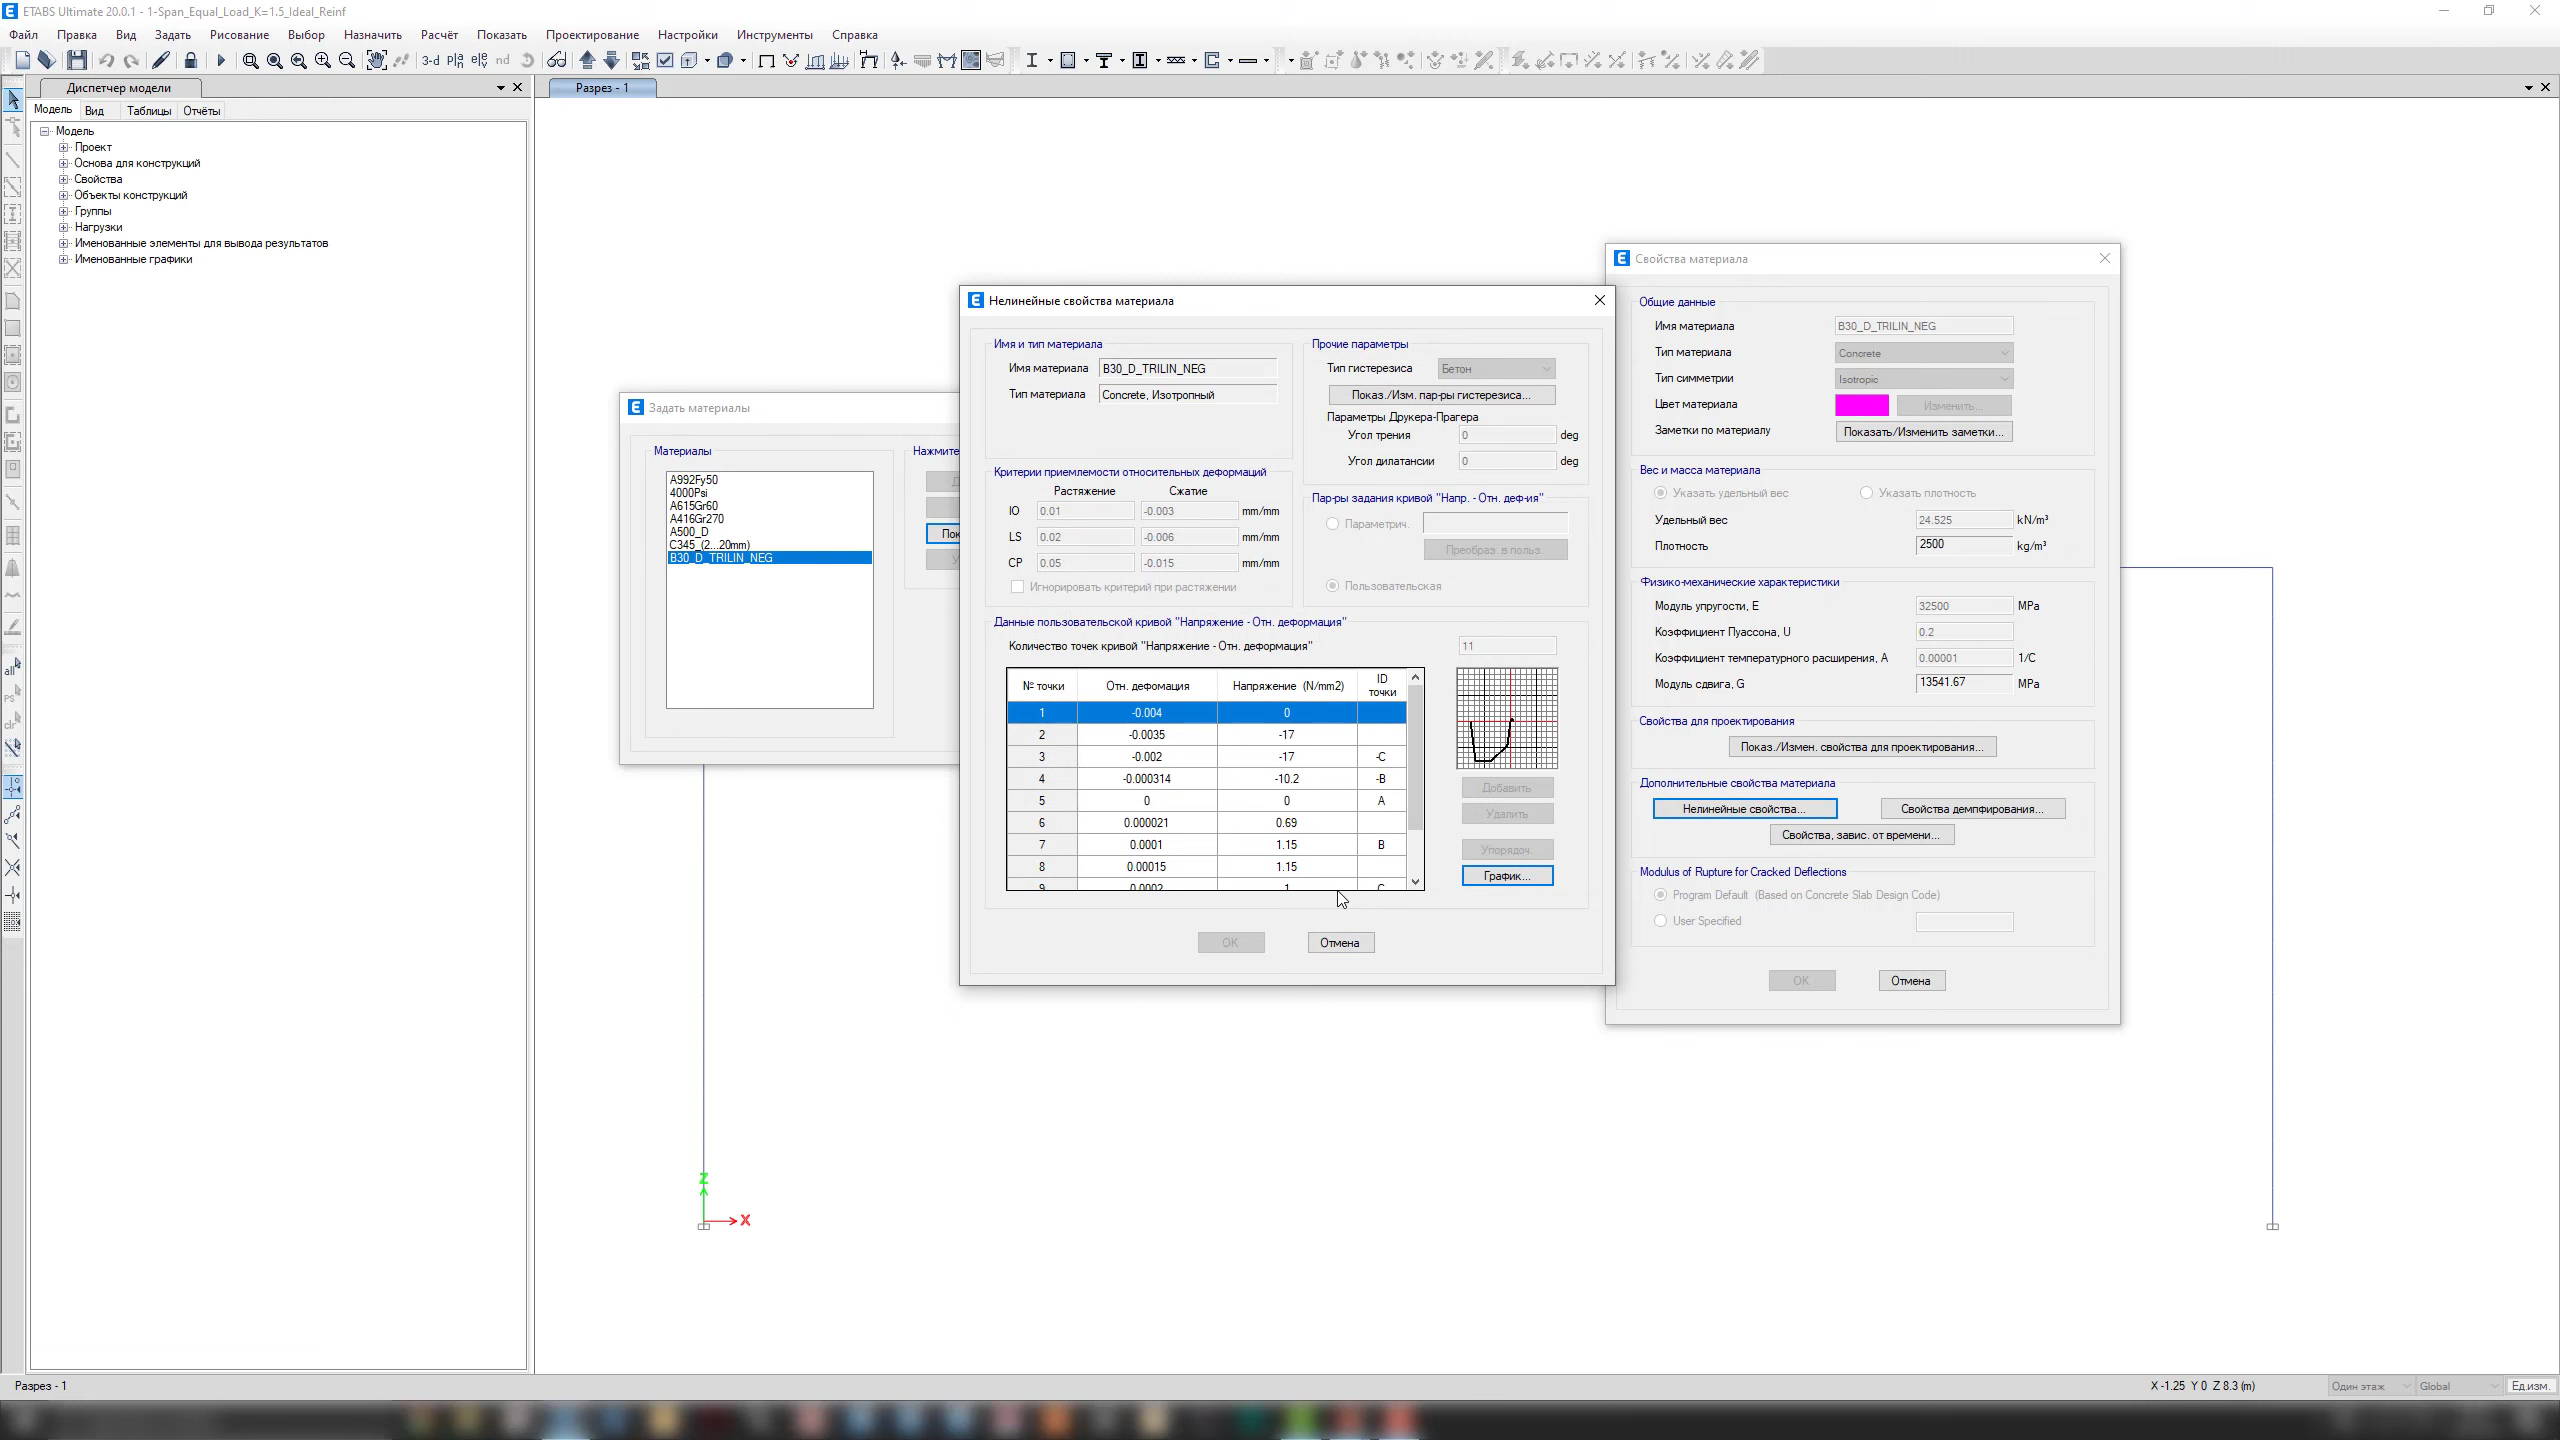 ETABS Ultimate 20.0.1 - 1-Span_Equal_Load_K=1.5_Ideal_Reinf
Файл Правка Вид Задать Рисование Выбор Назначить Расчёт Показать Проектирование Настройки Инструменты Справка
3-d
nd
Диспетчер модели
Разрез - 1
Модель Вид Таблицы Отчёты
Модель
Проект
Основа для конструкций
Свойства
Объекты конструкций
Группы
Нагрузки
Именованные элементы для вывода результатов
Именованные графики
all
ps
clr
Задать материалы
Материалы
Нажмите
A992Fy50
4000Psi
A615Gr60
A416Gr270
A500_D
C345_(2...20mm)
B30_D_TRILIN_NEG
Пок
Нелинейные свойства материала
Имя и тип материала
Имя материала B30_D_TRILIN_NEG
Тип материала Concrete, Изотропный
Прочие параметры
Тип гистерезиса Бетон
Показ./Изм. пар-ры гистерезиса...
Параметры Друкера-Прагера
Угол трения 0 deg
Угол дилатансии 0 deg
Критерии приемлемости относительных деформаций
Растяжение Сжатие
IO 0.01 -0.003 mm/mm
LS 0.02 -0.006 mm/mm
CP 0.05 -0.015 mm/mm
Игнорировать критерий при растяжении
Пар-ры задания кривой "Напр. - Отн. деф-ия"
Параметрич.
Преобраз. в польз.
Пользовательская
Данные пользовательской кривой "Напряжение - Отн. деформация"
Количество точек кривой "Напряжение - Отн. деформация" 11
№ точки Отн. дефомация Напряжение (N/mm2) ID точки
1 -0.004 0
2 -0.0035 -17
3 -0.002 -17 -C
4 -0.000314 -10.2 -B
5 0 0 A
6 0.000021 0.69
7 0.0001 1.15 B
8 0.00015 1.15
9 0.0002 1 C
Добавить
Удалить
Упорядоч.
График...
OK Отмена
Свойства материала
Общие данные
Имя материала B30_D_TRILIN_NEG
Тип материала Concrete
Тип симметрии Isotropic
Цвет материала Изменить...
Заметки по материалу Показать/Изменить заметки...
Вес и масса материала
Указать удельный вес Указать плотность
Удельный вес 24.525 kN/m³
Плотность 2500 kg/m³
Физико-механические характеристики
Модуль упругости, E 32500 MPa
Коэффициент Пуассона, U 0.2
Коэффициент температурного расширения, A 0.00001 1/C
Модуль сдвига, G 13541.67 MPa
Свойства для проектирования
Показ./Измен. свойства для проектирования...
Дополнительные свойства материала
Нелинейные свойства... Свойства демпфирования...
Свойства, завис. от времени...
Modulus of Rupture for Cracked Deflections
Program Default (Based on Concrete Slab Design Code)
User Specified
OK Отмена
Z
X
Разрез - 1
X -1.25 Y 0 Z 8.3 (m)
Один этаж
Global
Ед.изм.